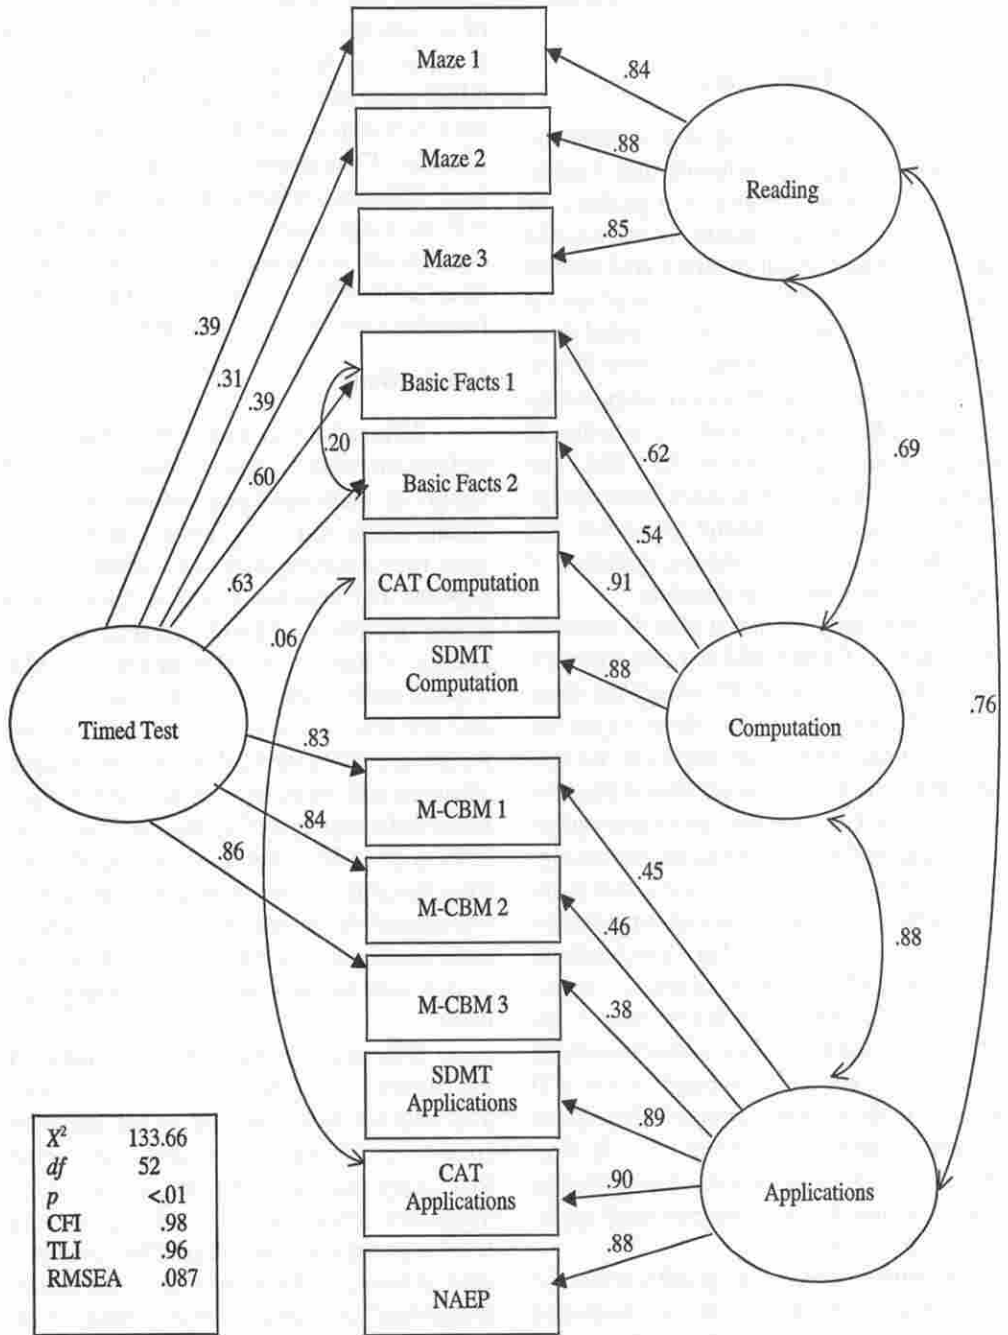 Maze 1
.84
Maze 2
.88
Reading
Maze 3
.85
.39
.31
.39
Basic Facts 1
.20
.60
.62
.69
Basic Facts 2
.54
.63
CAT Computation
.91
.06
SDMT
Computation
.88
Timed Test
Computation
.76
.83
M-CBM 1
.84
.86
.45
M-CBM 2
.46
.88
M-CBM 3
.38
SDMT
Applications
.89
CAT
Applications
.90
Applications
.88
NAEP
X² 133.66
df 52
p <.01
CFI .98
TLI .96
RMSEA .087